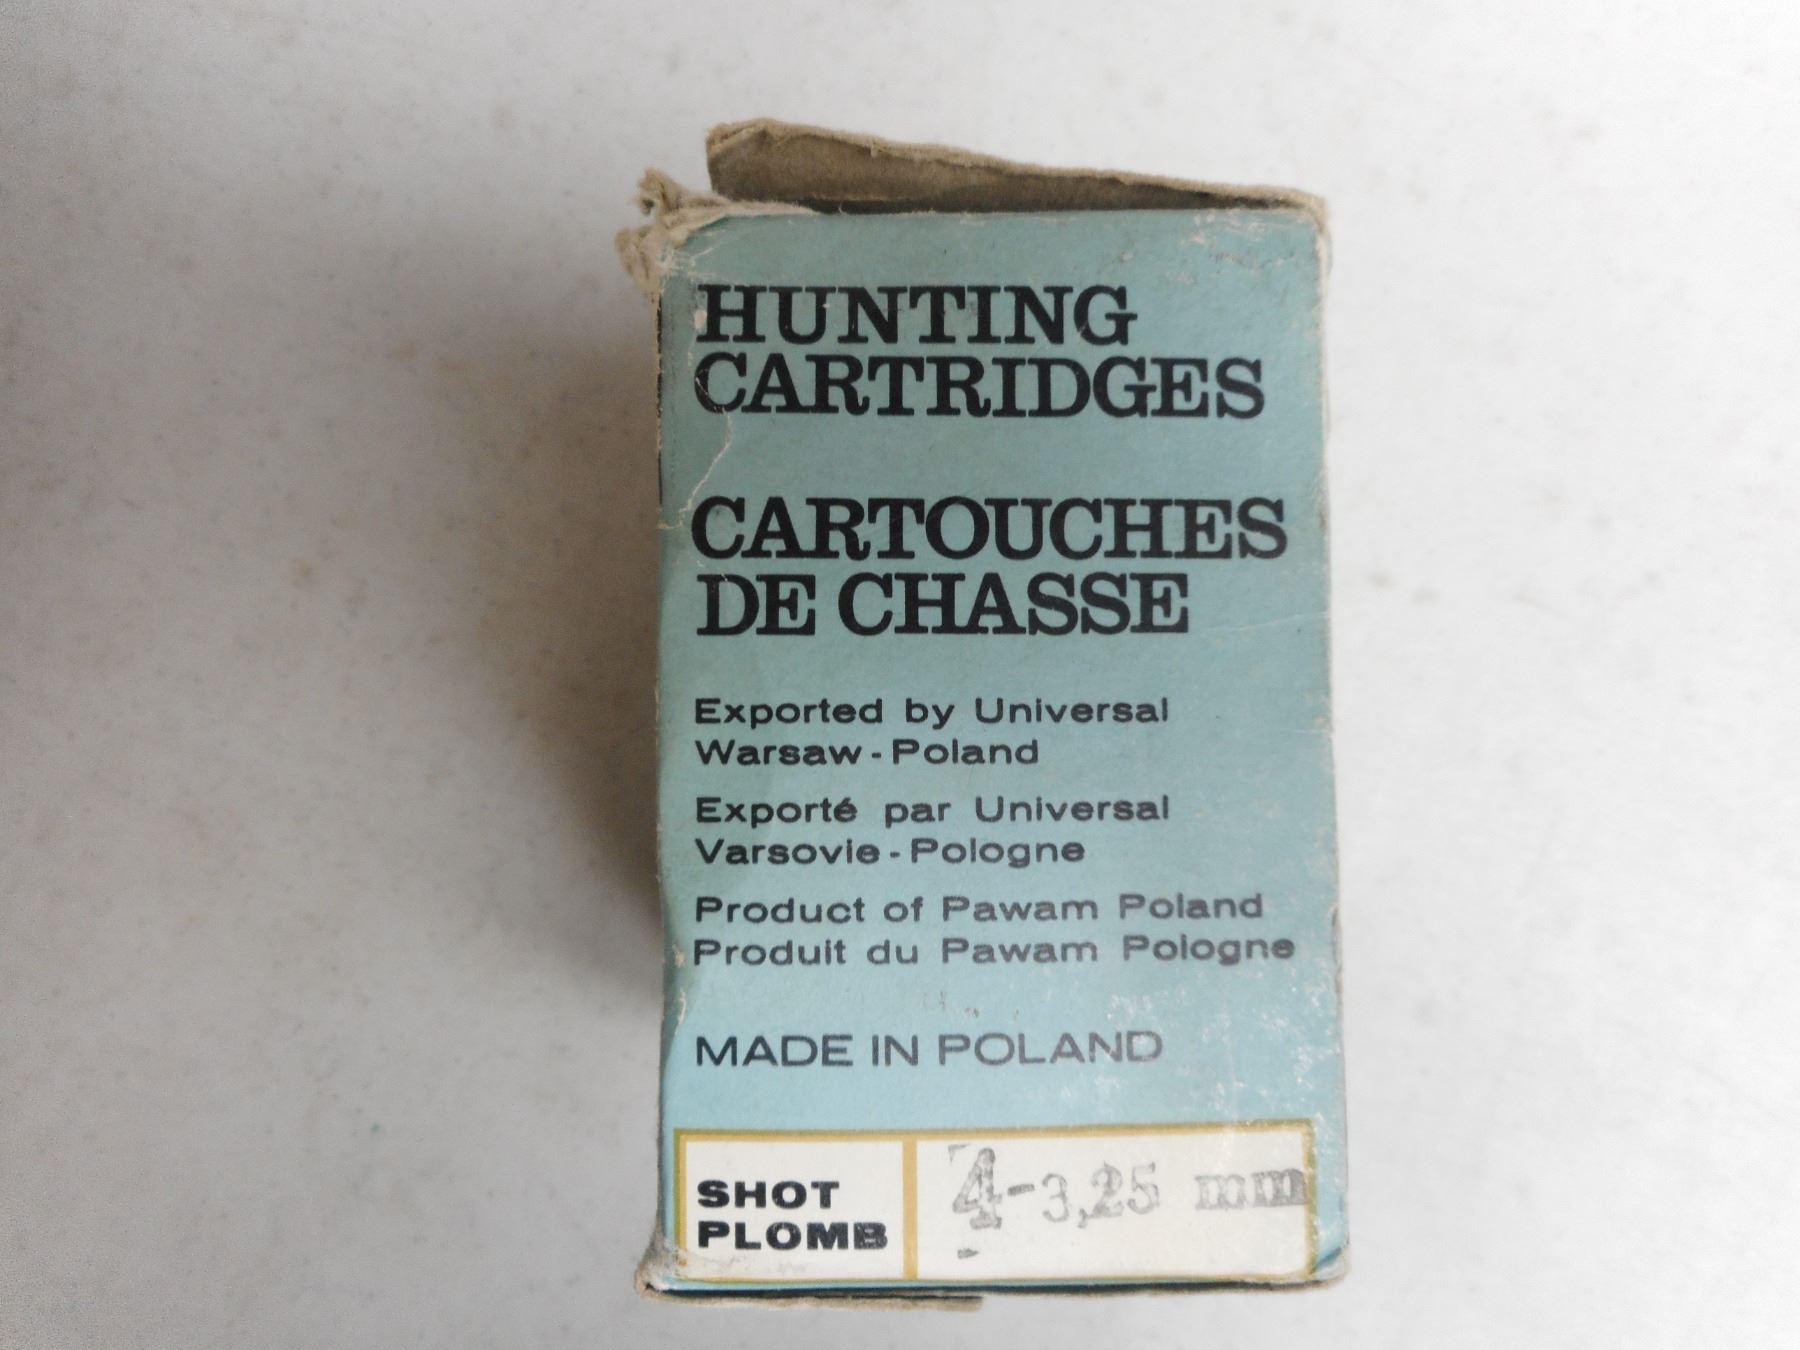 HUNTING
CARTRIDGES
CARTOUCHES
DE CHASSE
Exported by Universal
Warsaw - Poland
Exporté par Universal
Varsovie - Pologne
Product of Pawam Poland
Produit du Pawam Pologne
MADE IN POLAND
SHOT
PLOMB
4-3,25 mm